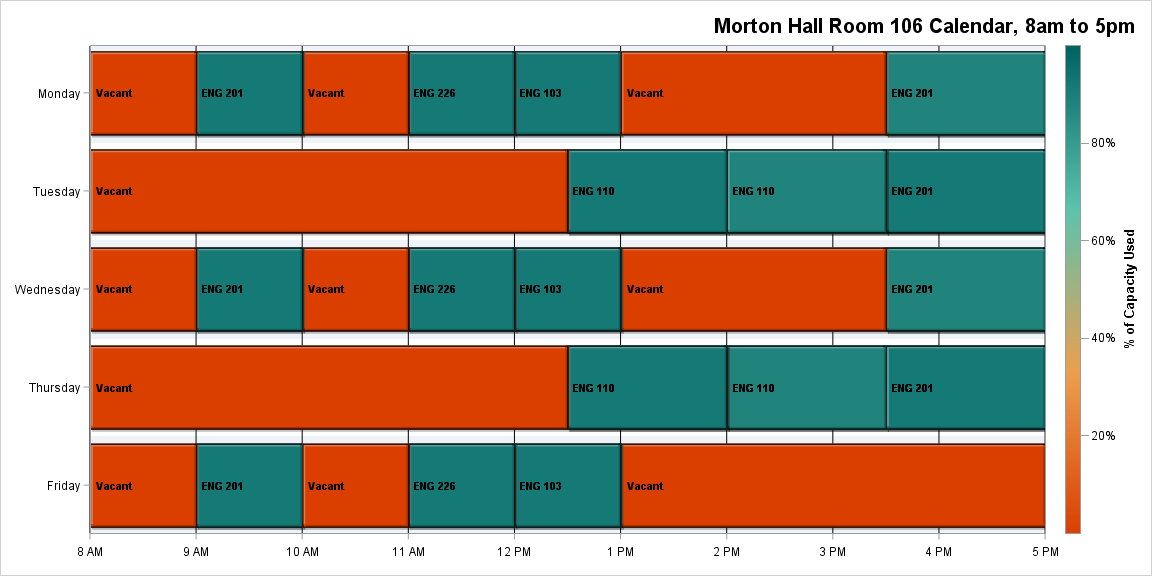 Morton Hall Room 106 Calendar, 8am to 5pm
Monday
Vacant
ENG 201
Vacant
ENG 226
ENG 103
Vacant
ENG 201
Tuesday
Vacant
ENG 110
ENG 110
ENG 201
Wednesday
Vacant
ENG 201
Vacant
ENG 226
ENG 103
Vacant
ENG 201
Thursday
Vacant
ENG 110
ENG 110
ENG 201
Friday
Vacant
ENG 201
Vacant
ENG 226
ENG 103
Vacant
8 AM
9 AM
10 AM
11 AM
12 PM
1 PM
2 PM
3 PM
4 PM
5 PM
80%
60%
40%
20%
% of Capacity Used